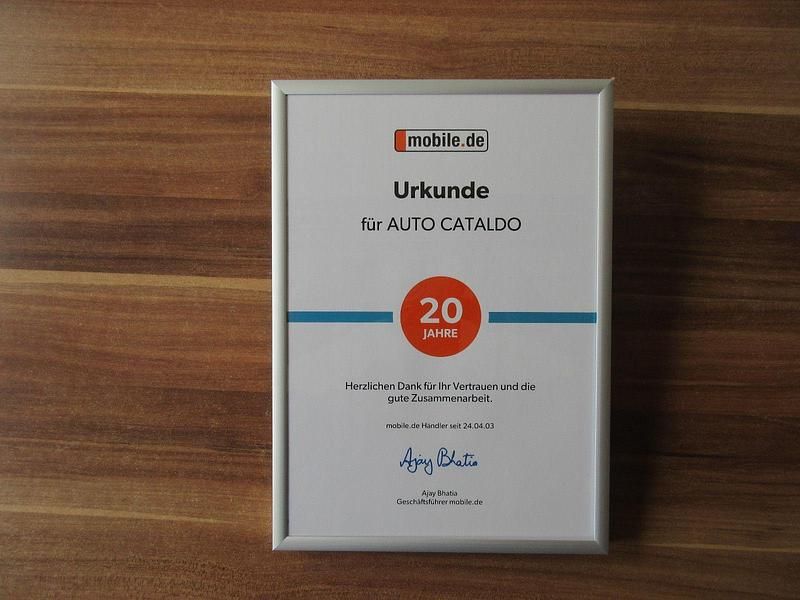 mobile.de
Urkunde
für AUTO CATALDO
20
JAHRE
Herzlichen Dank für Ihr Vertrauen und die
gute Zusammenarbeit.
mobile.de Händler seit 24.04.03
Ajay Bhatia
Ajay Bhatia
Geschäftsführer mobile.de